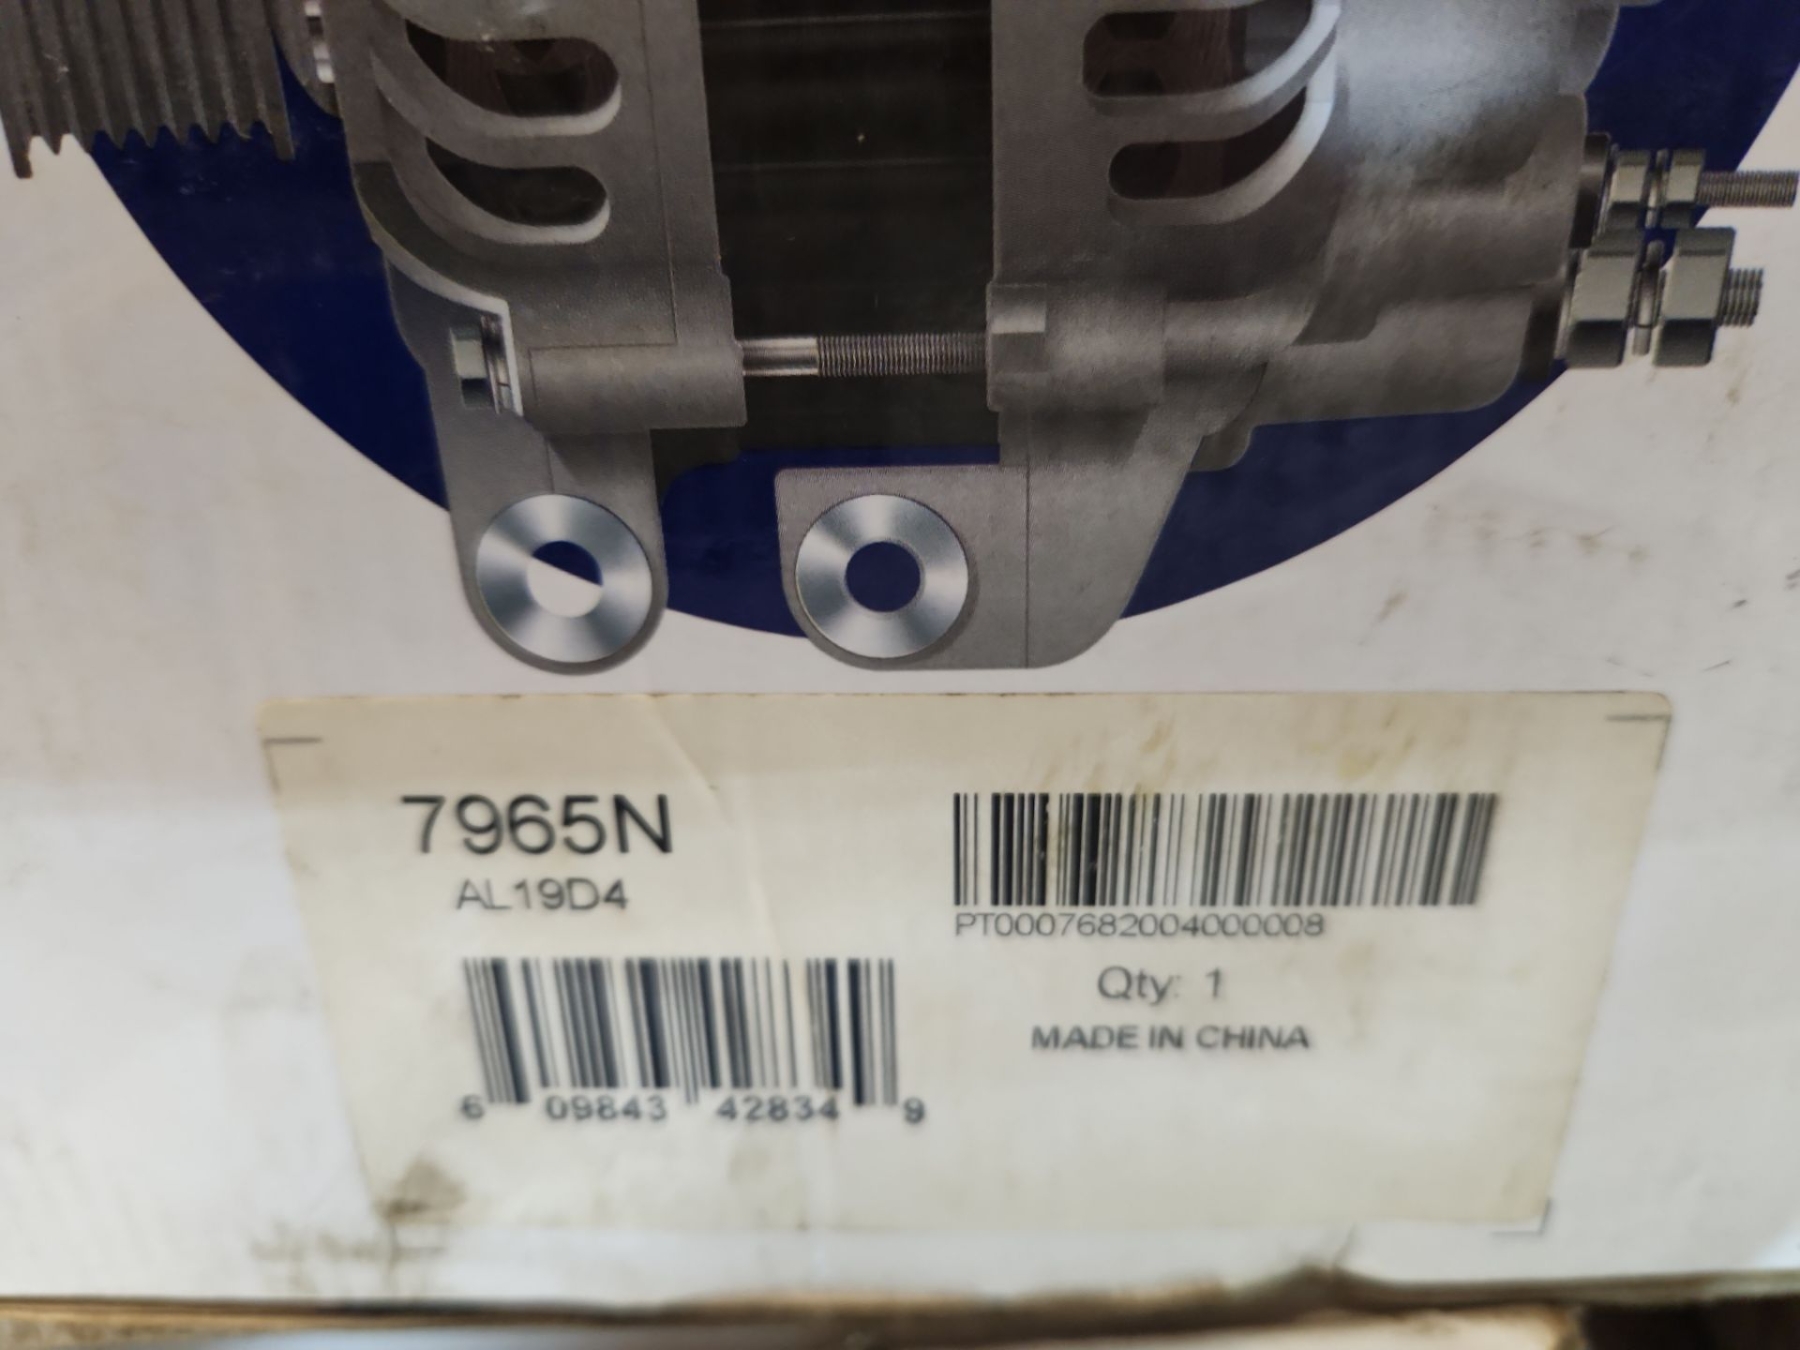 7965N
AL19D4
6 09843 42834 9
PT0007682004000008
Qty: 1
MADE IN CHINA